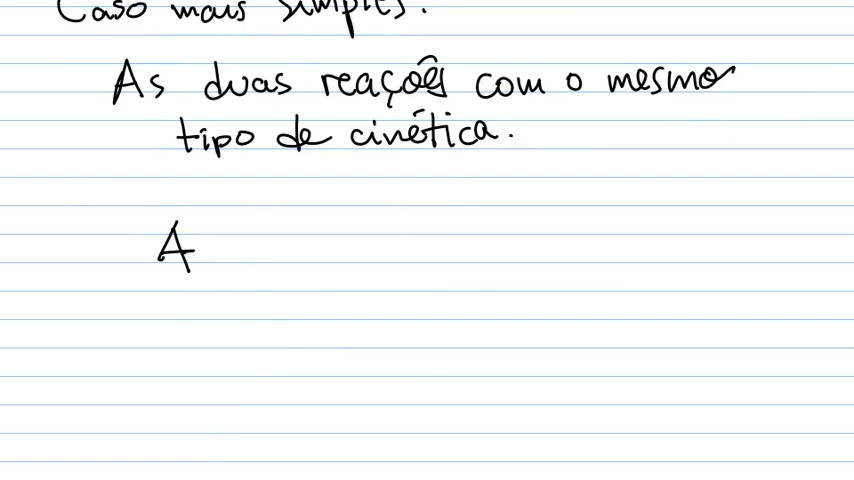 Caso mais simples.
As duas reações com o mesmo
tipo de cinética.
A